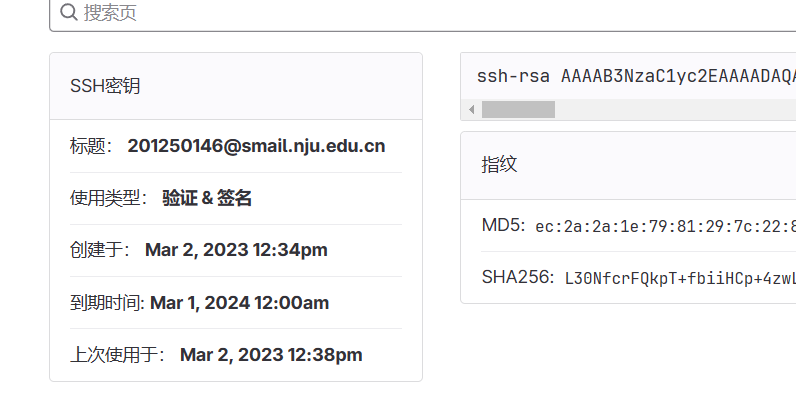 搜索页
SSH密钥
标题： 201250146@smail.nju.edu.cn
使用类型： 验证 & 签名
创建于： Mar 2, 2023 12:34pm
到期时间: Mar 1, 2024 12:00am
上次使用于： Mar 2, 2023 12:38pm
ssh-rsa AAAAB3NzaC1yc2EAAAADAQA
指纹
MD5: ec:2a:2a:1e:79:81:29:7c:22:8
SHA256: L30NfcrFQkpT+fbiiHCp+4zwL